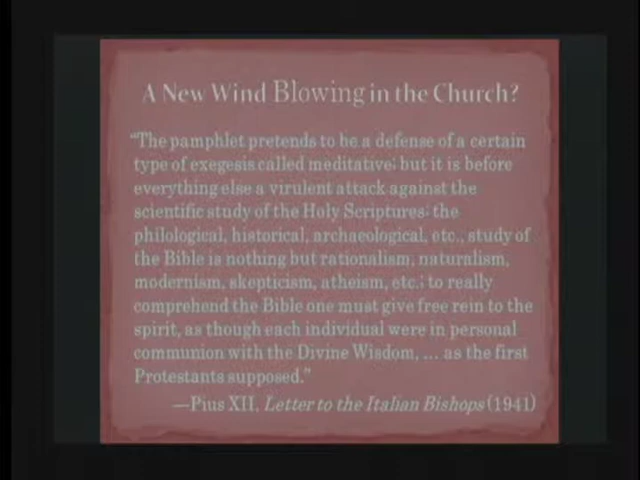 A New Wind Blowing in the Church?
“The pamphlet pretends to be a defense of a certain
type of exegesis called meditative; but it is before
everything else a virulent attack against the
scientific study of the Holy Scriptures: the
philological, historical, archaeological, etc., study of
the Bible is nothing but rationalism, naturalism,
modernism, skepticism, atheism, etc.; to really
comprehend the Bible one must give free rein to the
spirit, as though each individual were in personal
communion with the Divine Wisdom, … as the first
Protestants supposed.”
—Pius XII, Letter to the Italian Bishops (1941)